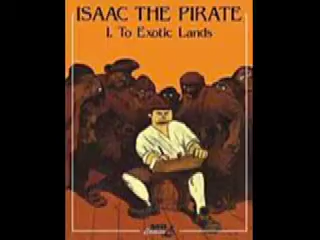 ISAAC THE PIRATE
I. To Exotic Lands